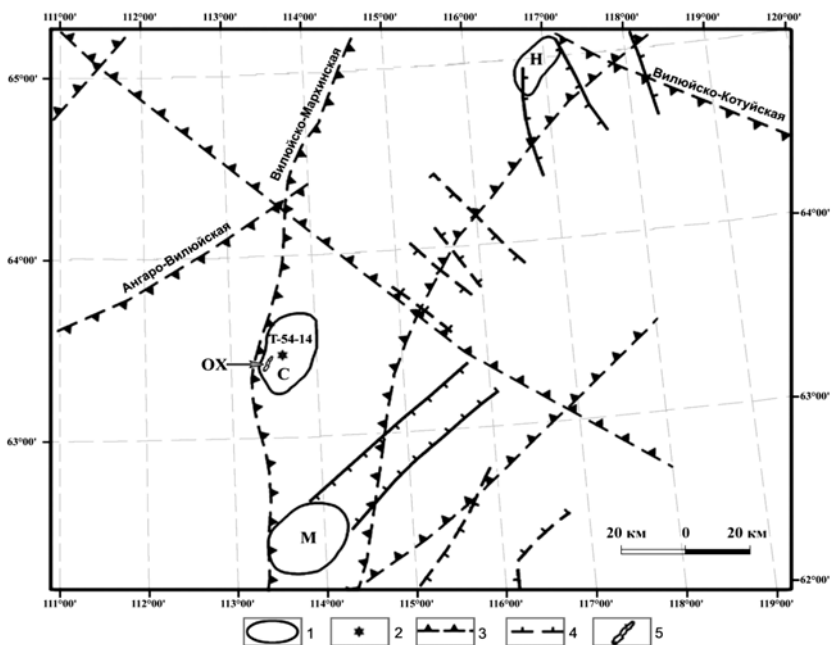 111°00' 112°00' 113°00' 114°00' 115°00' 116°00' 117°00' 118°00' 119°00' 120°00'
Н
65°00'
Вилюйско-Котуйская
Вилюйско-Мархинская
64°00'
Ангаро-Вилюйская
64°00'
Т-54-14
ОХ
С
63°00'
63°00'
М
20 км 0 20 км
62°00'
111°00' 112°00' 113°00' 114°00' 115°00' 116°00' 117°00' 118°00' 119°00'
1 2 3 4 5